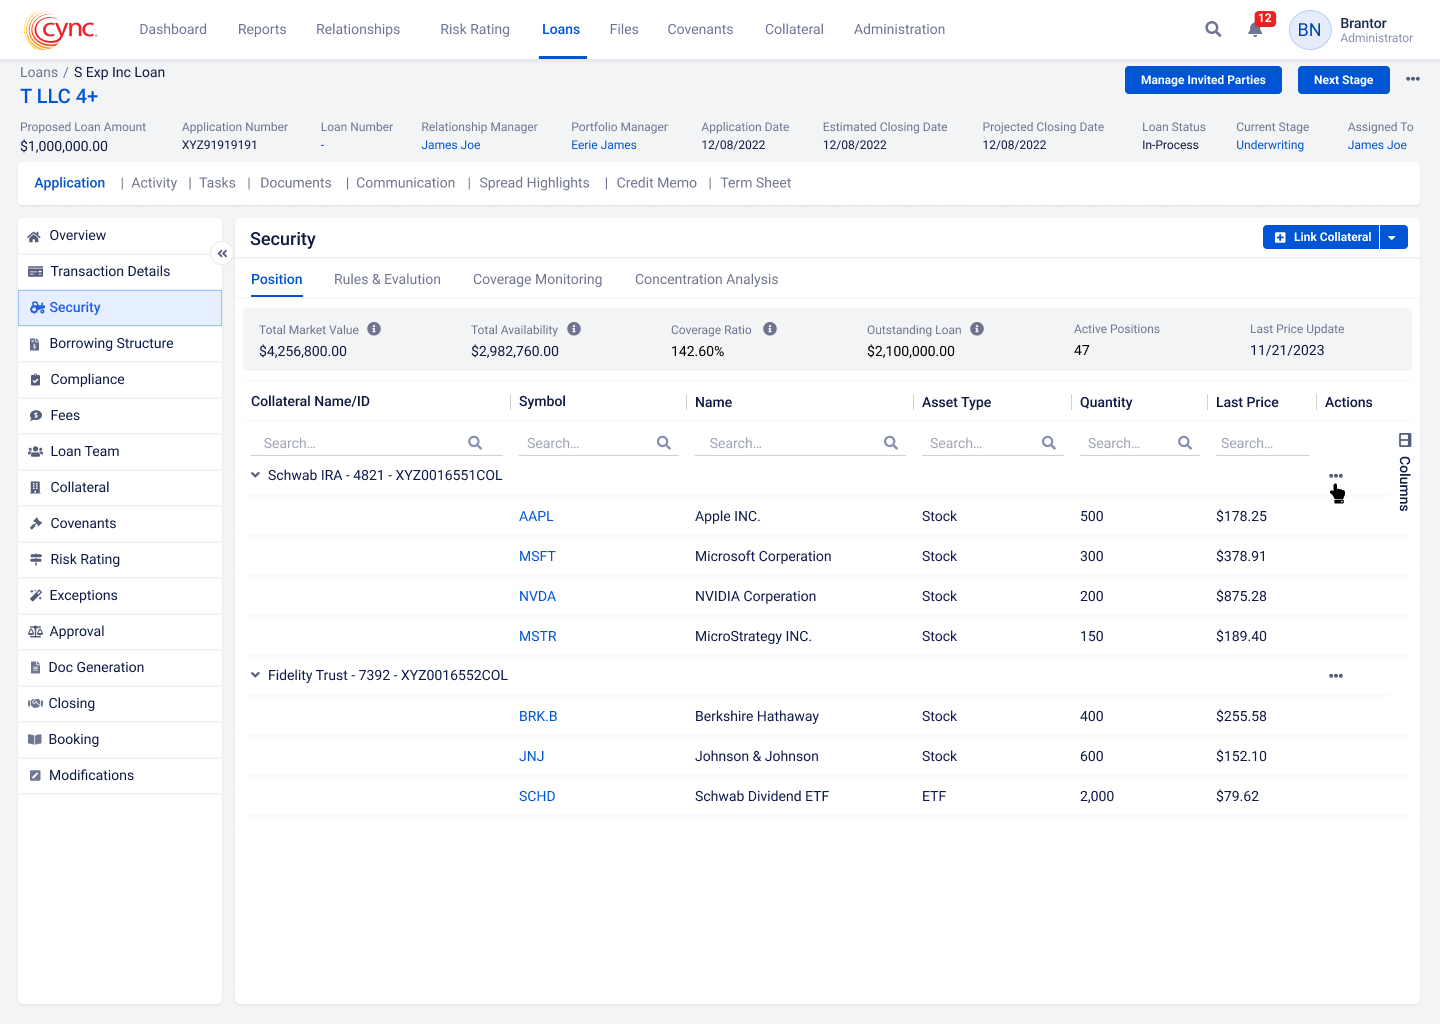 cync
Dashboard Reports Relationships Risk Rating Loans Files Covenants Collateral Administration
12
BN
Brantor
Administrator
Loans / S Exp Inc Loan
T LLC 4+
Manage Invited Parties
Next Stage
Proposed Loan Amount Application Number Loan Number Relationship Manager Portfolio Manager Application Date Estimated Closing Date Projected Closing Date Loan Status Current Stage Assigned To
$1,000,000.00 XYZ91919191 - James Joe Eerie James 12/08/2022 12/08/2022 12/08/2022 In-Process Underwriting James Joe
Application | Activity | Tasks | Documents | Communication | Spread Highlights | Credit Memo | Term Sheet
Overview
Transaction Details
Security
Borrowing Structure
Compliance
Fees
Loan Team
Collateral
Covenants
Risk Rating
Exceptions
Approval
Doc Generation
Closing
Booking
Modifications
Security
Link Collateral
Position Rules & Evalution Coverage Monitoring Concentration Analysis
Total Market Value Total Availability Coverage Ratio Outstanding Loan Active Positions Last Price Update
$4,256,800.00 $2,982,760.00 142.60% $2,100,000.00 47 11/21/2023
Collateral Name/ID Symbol Name Asset Type Quantity Last Price Actions
Search... Search... Search... Search... Search... Search...
Columns
Schwab IRA - 4821 - XYZ0016551COL
AAPL Apple INC. Stock 500 $178.25
MSFT Microsoft Corperation Stock 300 $378.91
NVDA NVIDIA Corperation Stock 200 $875.28
MSTR MicroStrategy INC. Stock 150 $189.40
Fidelity Trust - 7392 - XYZ0016552COL
BRK.B Berkshire Hathaway Stock 400 $255.58
JNJ Johnson & Johnson Stock 600 $152.10
SCHD Schwab Dividend ETF ETF 2,000 $79.62